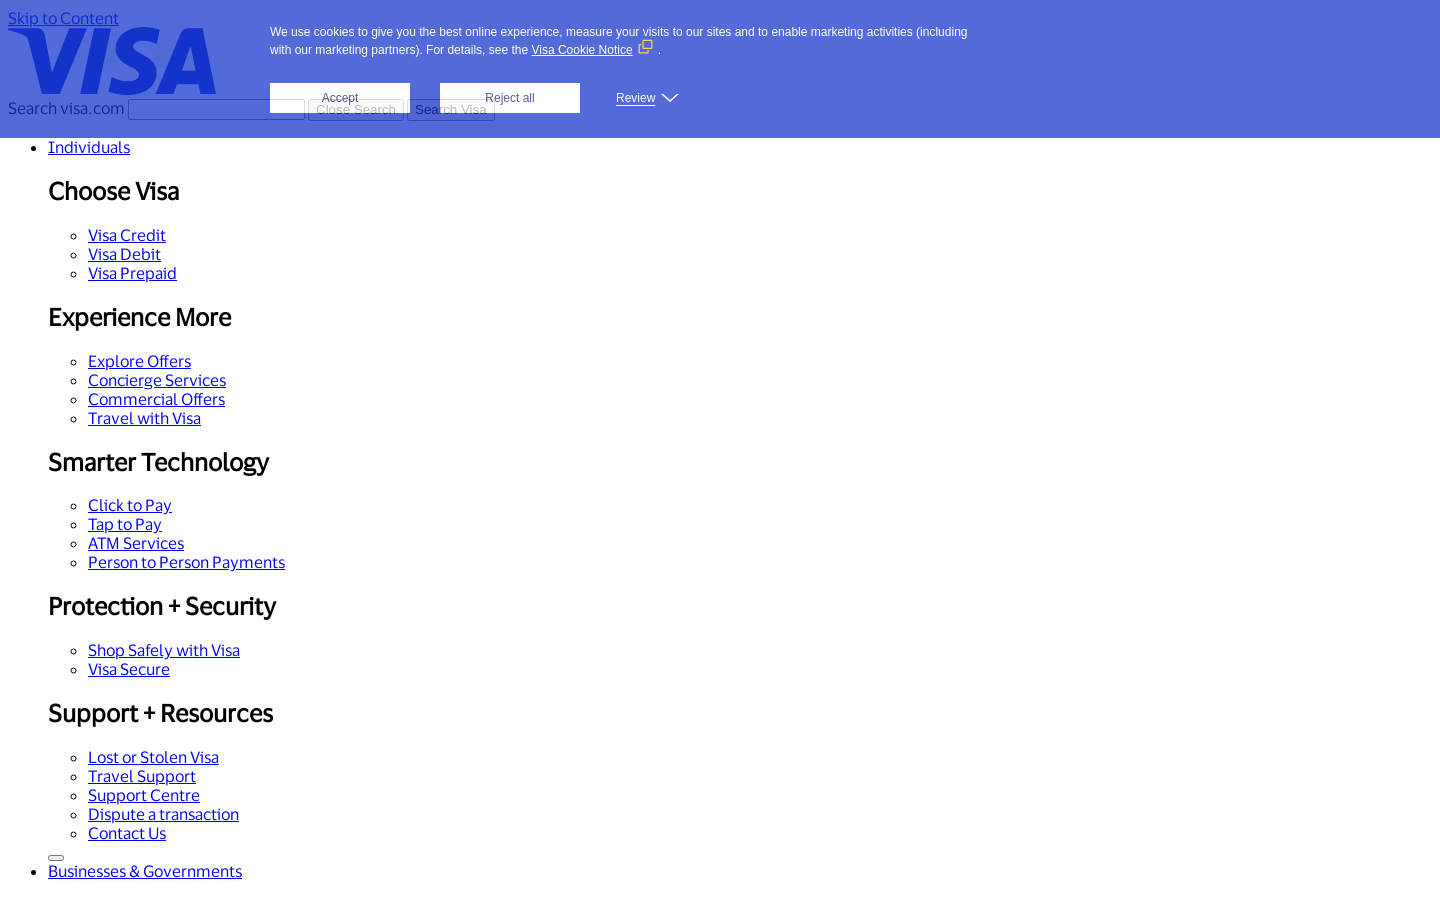 Skip to Content
VISA
We use cookies to give you the best online experience, measure your visits to our sites and to enable marketing activities (including
with our marketing partners). For details, see the Visa Cookie Notice .
Accept
Reject all
Review
Search visa.com
Close Search
Search Visa
Individuals
Choose Visa
Visa Credit
Visa Debit
Visa Prepaid
Experience More
Explore Offers
Concierge Services
Commercial Offers
Travel with Visa
Smarter Technology
Click to Pay
Tap to Pay
ATM Services
Person to Person Payments
Protection + Security
Shop Safely with Visa
Visa Secure
Support + Resources
Lost or Stolen Visa
Travel Support
Support Centre
Dispute a transaction
Contact Us
Businesses & Governments